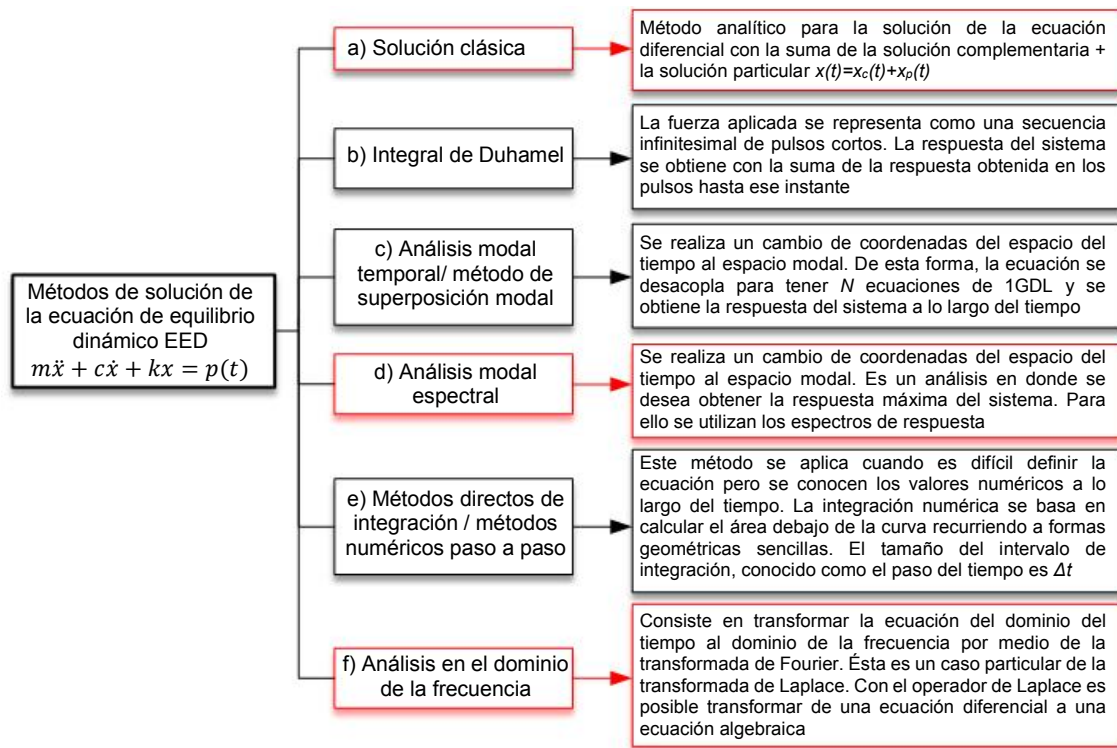 Métodos de solución de
la ecuación de equilibrio
dinámico EED
mẍ + cẋ + kx = p(t)
a) Solución clásica
Método analítico para la solución de la ecuación
diferencial con la suma de la solución complementaria +
la solución particular x(t)=xc(t)+xp(t)
b) Integral de Duhamel
La fuerza aplicada se representa como una secuencia
infinitesimal de pulsos cortos. La respuesta del sistema
se obtiene con la suma de la respuesta obtenida en los
pulsos hasta ese instante
c) Análisis modal
temporal/ método de
superposición modal
Se realiza un cambio de coordenadas del espacio del
tiempo al espacio modal. De esta forma, la ecuación se
desacopla para tener N ecuaciones de 1GDL y se
obtiene la respuesta del sistema a lo largo del tiempo
d) Análisis modal
espectral
Se realiza un cambio de coordenadas del espacio del
tiempo al espacio modal. Es un análisis en donde se
desea obtener la respuesta máxima del sistema. Para
ello se utilizan los espectros de respuesta
e) Métodos directos de
integración / métodos
numéricos paso a paso
Este método se aplica cuando es difícil definir la
ecuación pero se conocen los valores numéricos a lo
largo del tiempo. La integración numérica se basa en
calcular el área debajo de la curva recurriendo a formas
geométricas sencillas. El tamaño del intervalo de
integración, conocido como el paso del tiempo es Δt
f) Análisis en el dominio
de la frecuencia
Consiste en transformar la ecuación del dominio del
tiempo al dominio de la frecuencia por medio de la
transformada de Fourier. Ésta es un caso particular de la
transformada de Laplace. Con el operador de Laplace es
posible transformar de una ecuación diferencial a una
ecuación algebraica